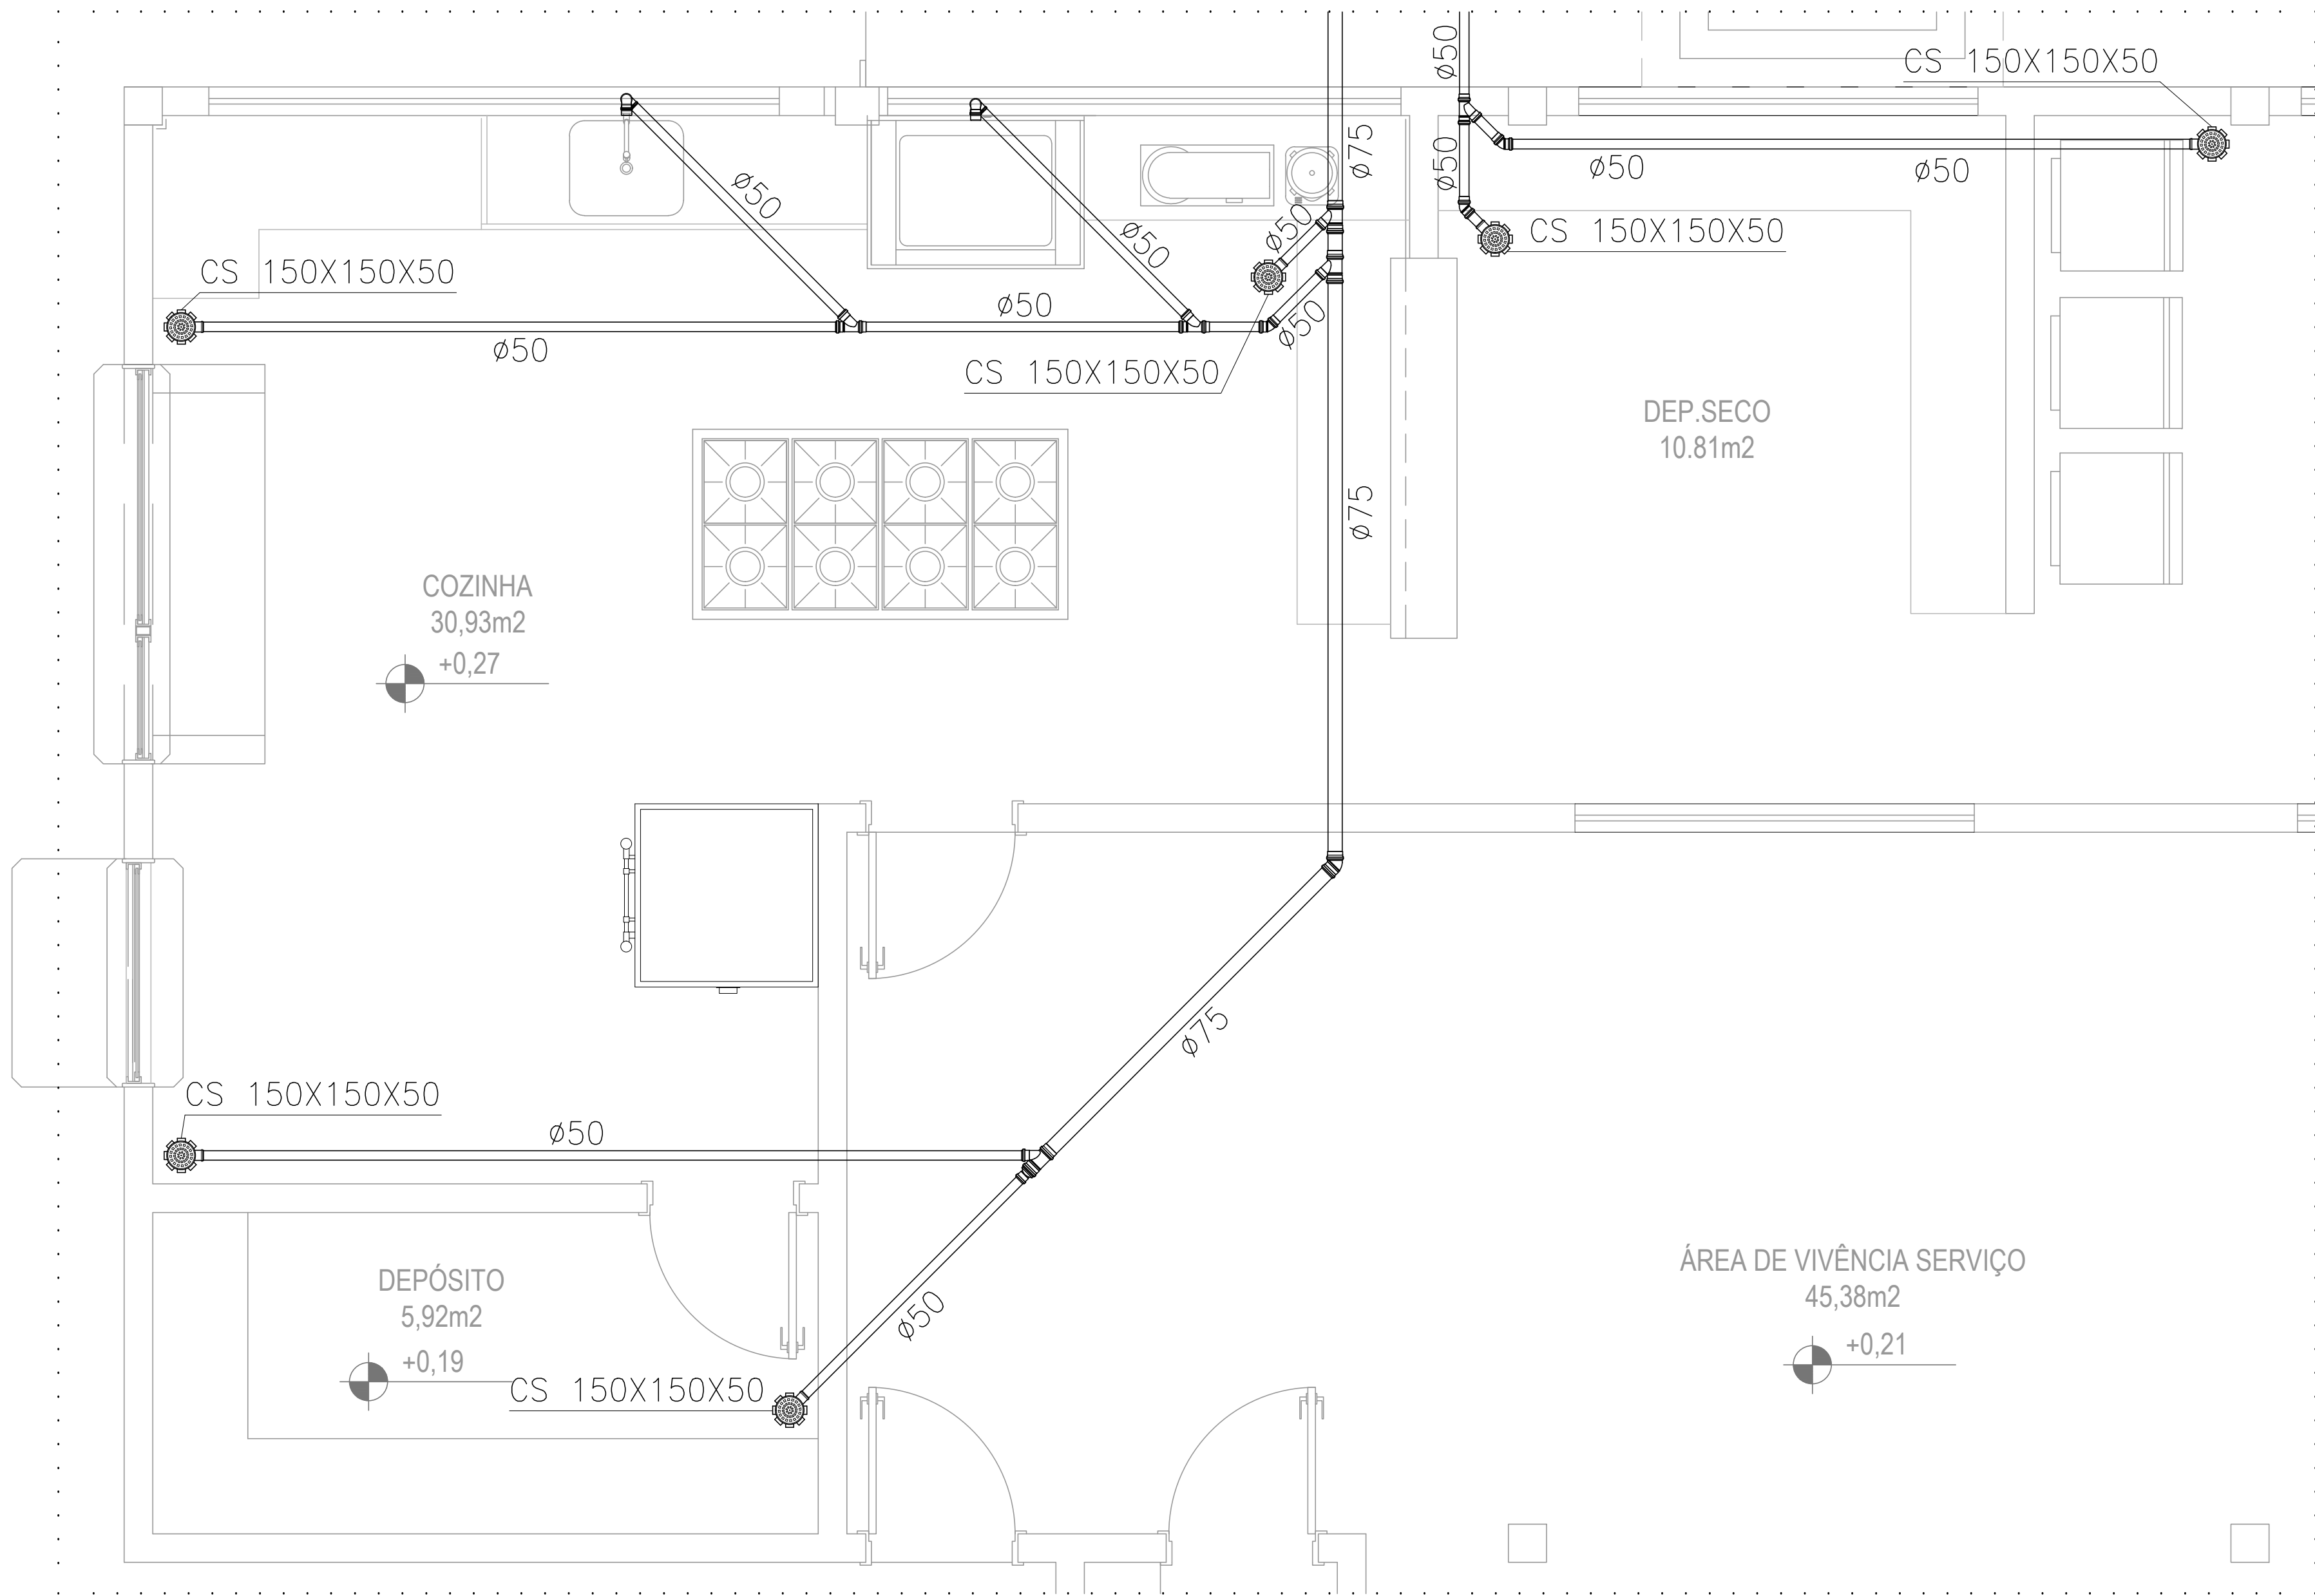 ø50
CS 150X150X50
ø75
ø50
ø50
ø50
ø50
ø50
ø50
CS 150X150X50
CS 150X150X50
ø50
ø50
ø50
CS 150X150X50
DEP.SECO
10.81m2
ø75
COZINHA
30,93m2
+0,27
ø75
CS 150X150X50
ø50
ÁREA DE VIVÊNCIA SERVIÇO
45,38m2
+0,21
DEPÓSITO
5,92m2
+0,19
ø50
CS 150X150X50